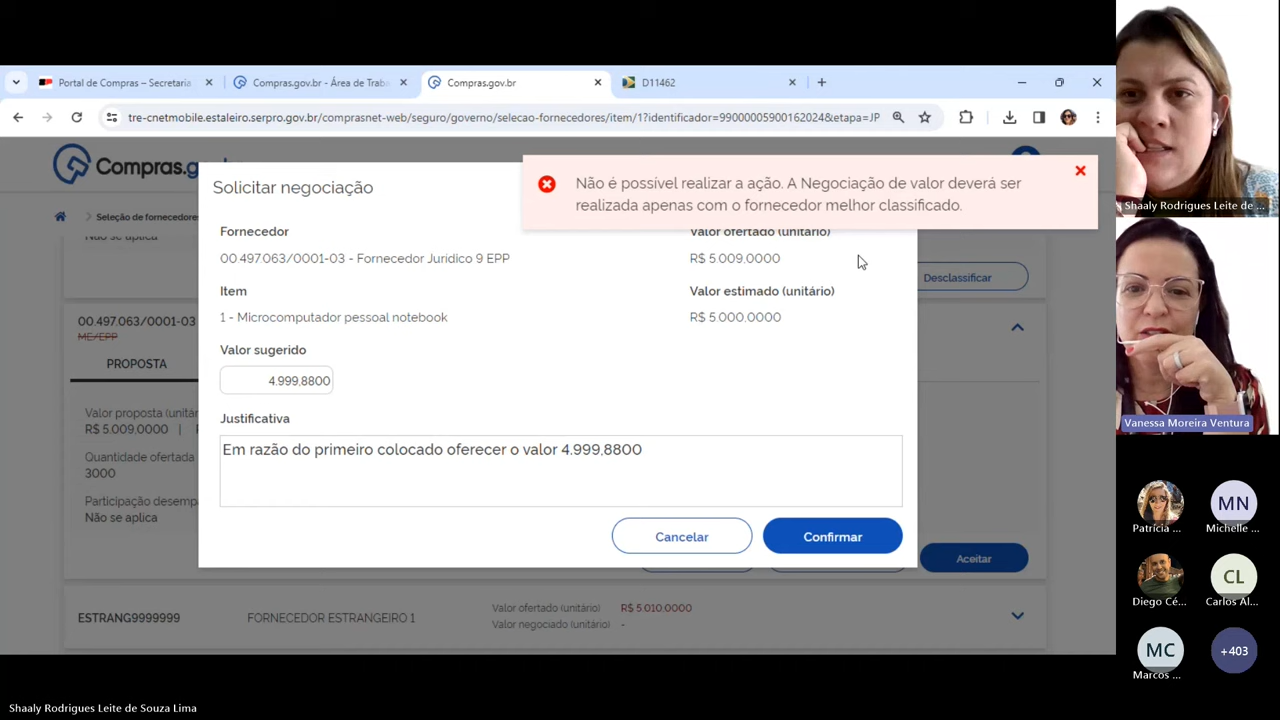 Portal de Compras – Secretaria
Compras.gov.br - Área de Traba
Compras.gov.br
D11462
tre-cnetmobile.estaleiro.serpro.gov.br/comprasnet-web/seguro/governo/selecao-fornecedores/item/1?identificador=99000005900162024&etapa=JP
Compras.g
Solicitar negociação
Não é possível realizar a ação. A Negociação de valor deverá ser
realizada apenas com o fornecedor melhor classificado.
Seleção de fornecedores
Não se aplica
Fornecedor
Valor ofertado (unitário)
00.497.063/0001-03 - Fornecedor Juridico 9 EPP
R$ 5.009,0000
Desclassificar
Item
Valor estimado (unitário)
1 - Microcomputador pessoal notebook
R$ 5.000,0000
00.497.063/0001-03
ME/EPP
Valor sugerido
PROPOSTA
4.999,8800
Valor proposta (unitár
R$ 5.009,0000
Justificativa
Em razão do primeiro colocado oferecer o valor 4.999,8800
Quantidade ofertada
3000
Participação desempa
Não se aplica
Cancelar
Confirmar
Aceitar
ESTRANG9999999
FORNECEDOR ESTRANGEIRO 1
Valor ofertado (unitário)
R$ 5.010,0000
Valor negociado (unitário)
-
Shaaly Rodrigues Leite de ...
Vanessa Moreira Ventura
Patrícia ...
MN
Michelle ...
Diego Cé...
CL
Carlos Al...
MC
Marcos ...
+403
Shaaly Rodrigues Leite de Souza Lima